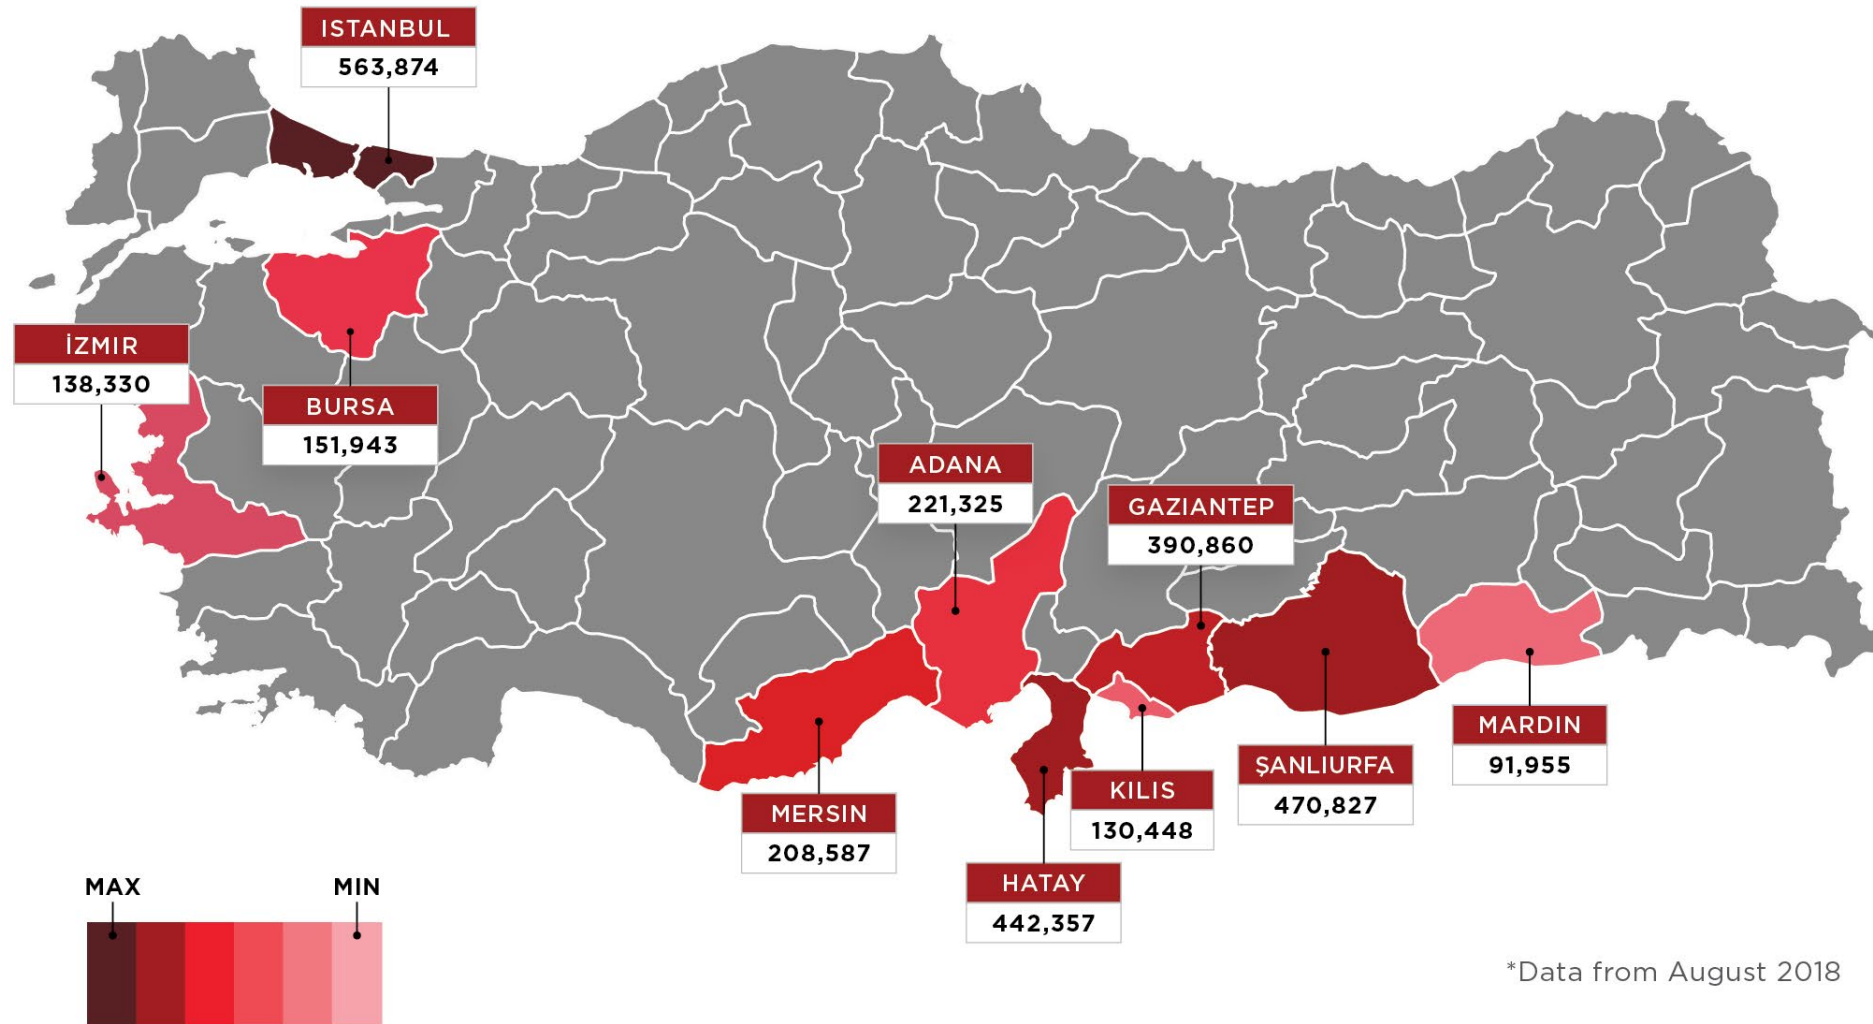 ISTANBUL
563,874
İZMIR
138,330
BURSA
151,943
ADANA
221,325
GAZIANTEP
390,860
MARDIN
91,955
ŞANLIURFA
470,827
KILIS
130,448
MERSIN
208,587
HATAY
442,357
MAX
MIN
*Data from August 2018